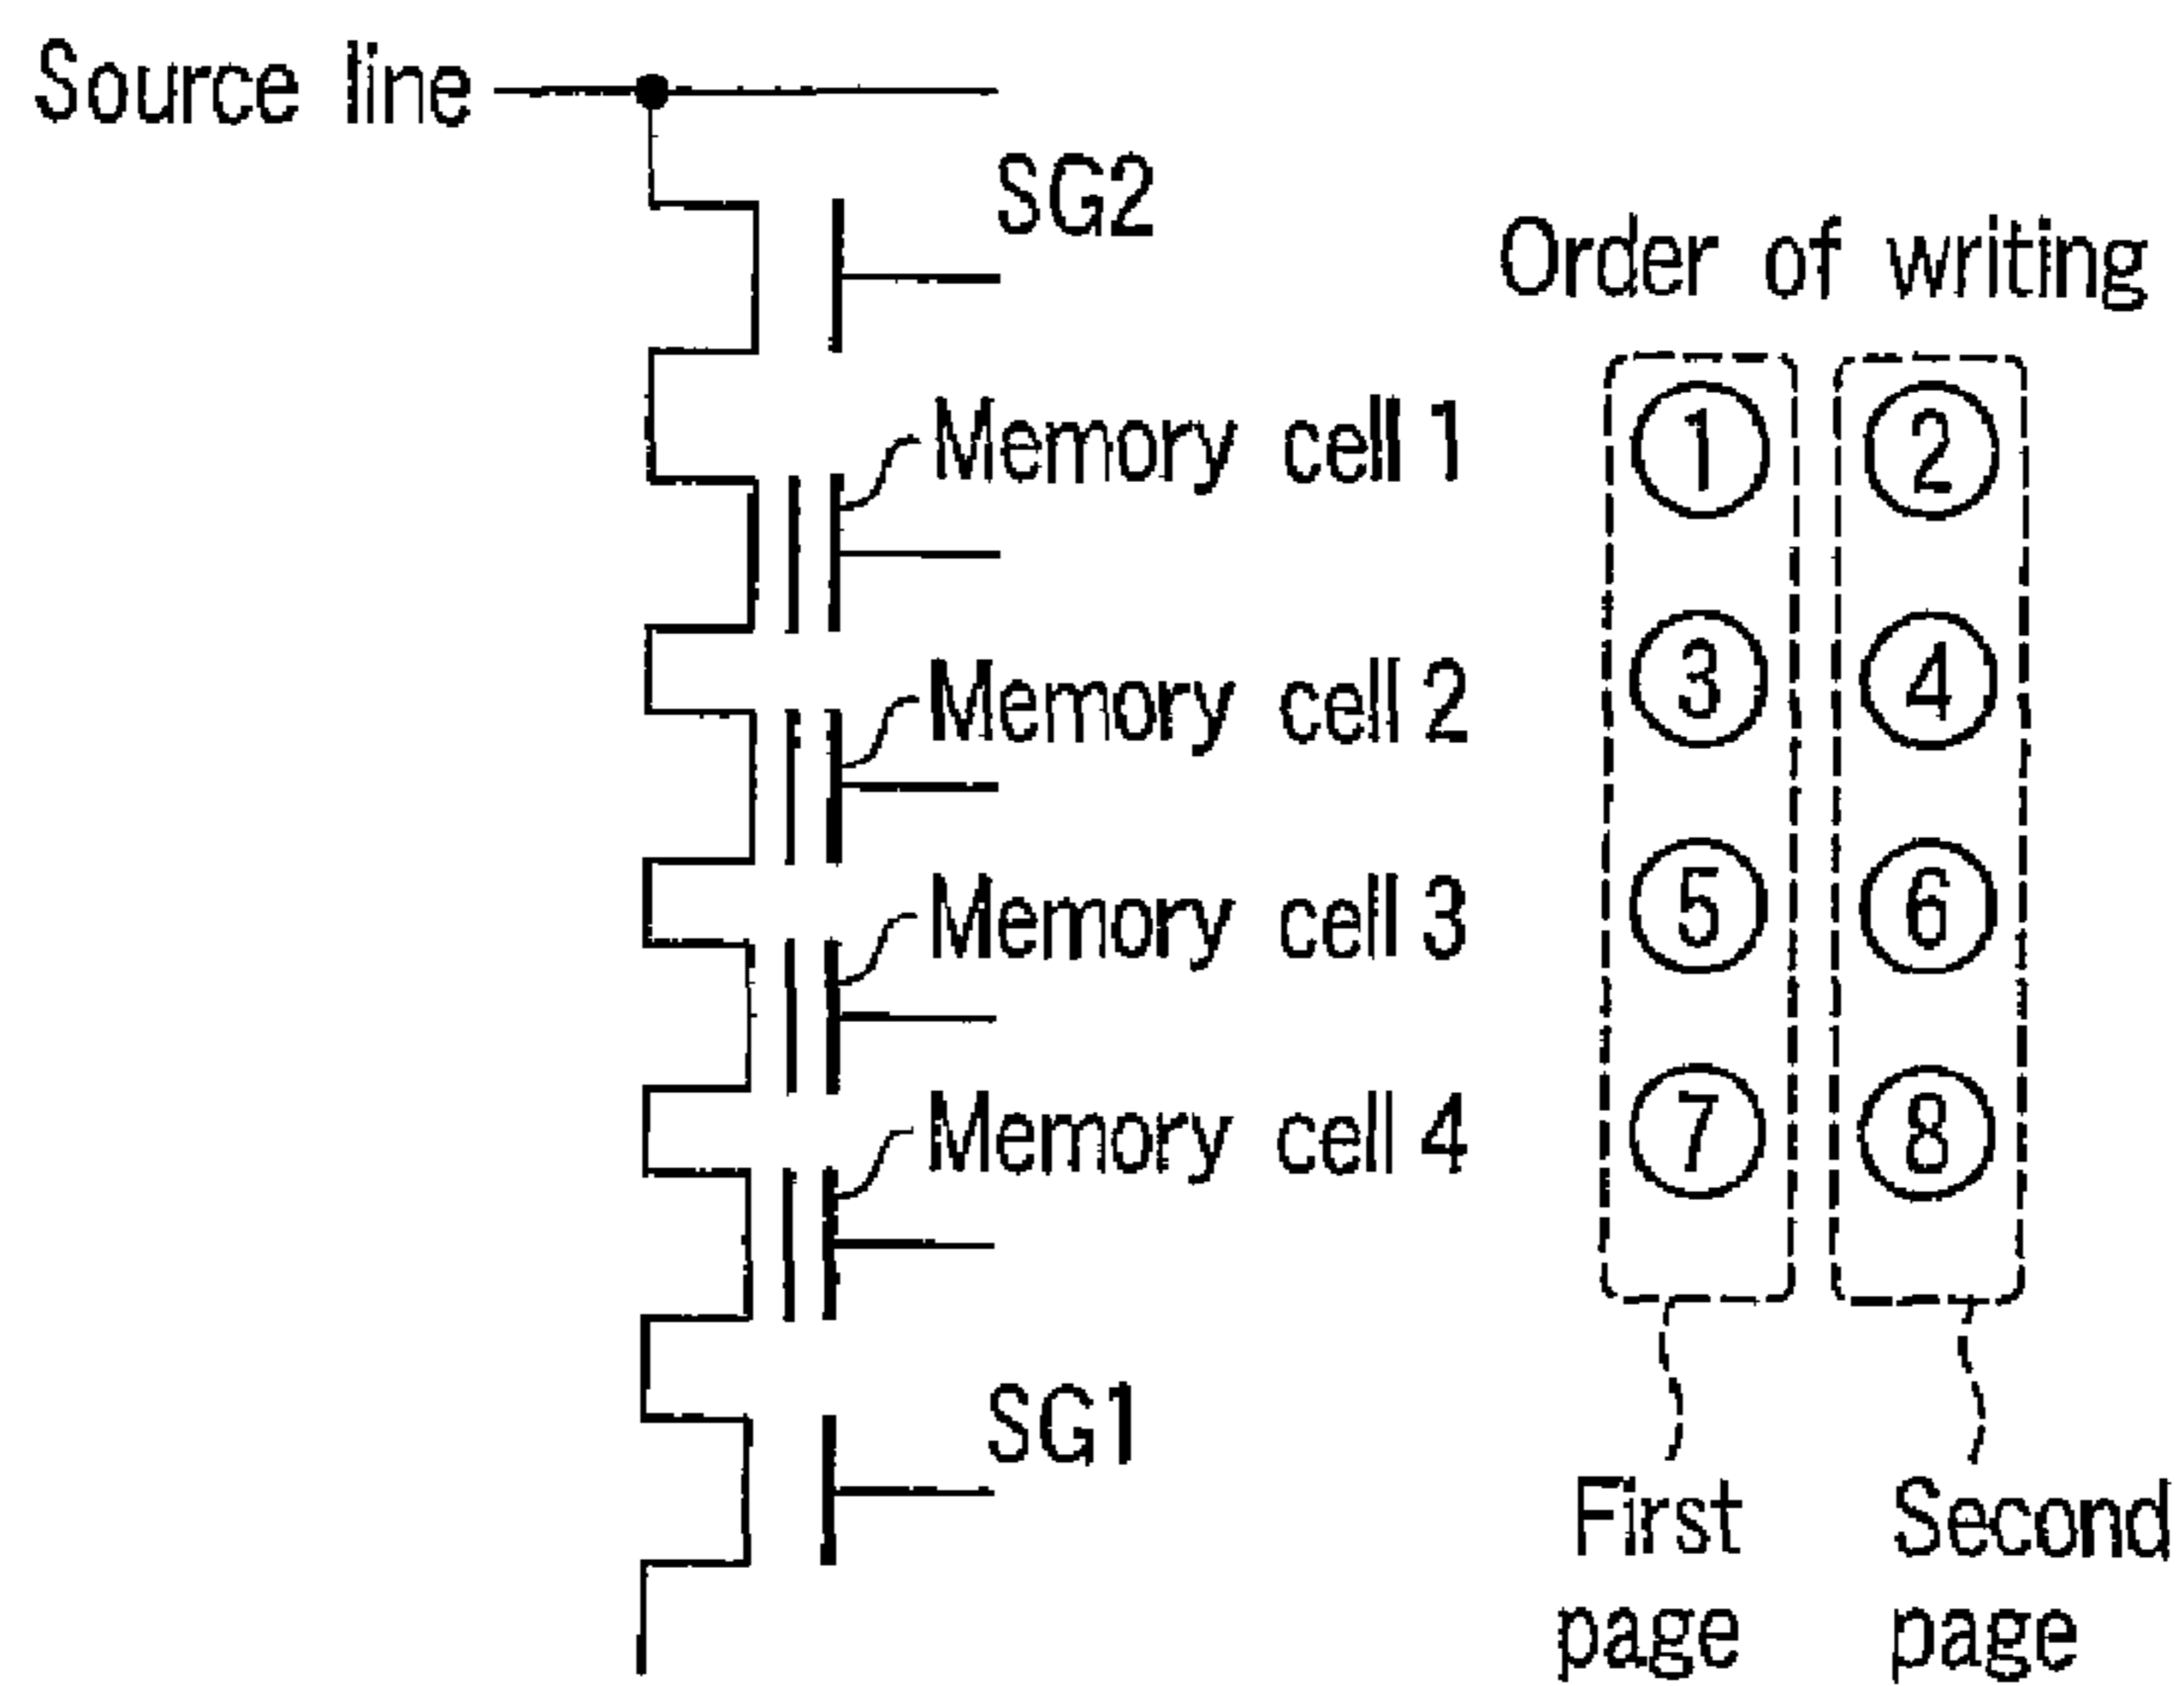 Source line
SG2
Order of writing
Memory cell 1
1 2
Memory cell 2
3 4
Memory cell 3
5 6
Memory cell 4
7 8
SG1
First page
Second page